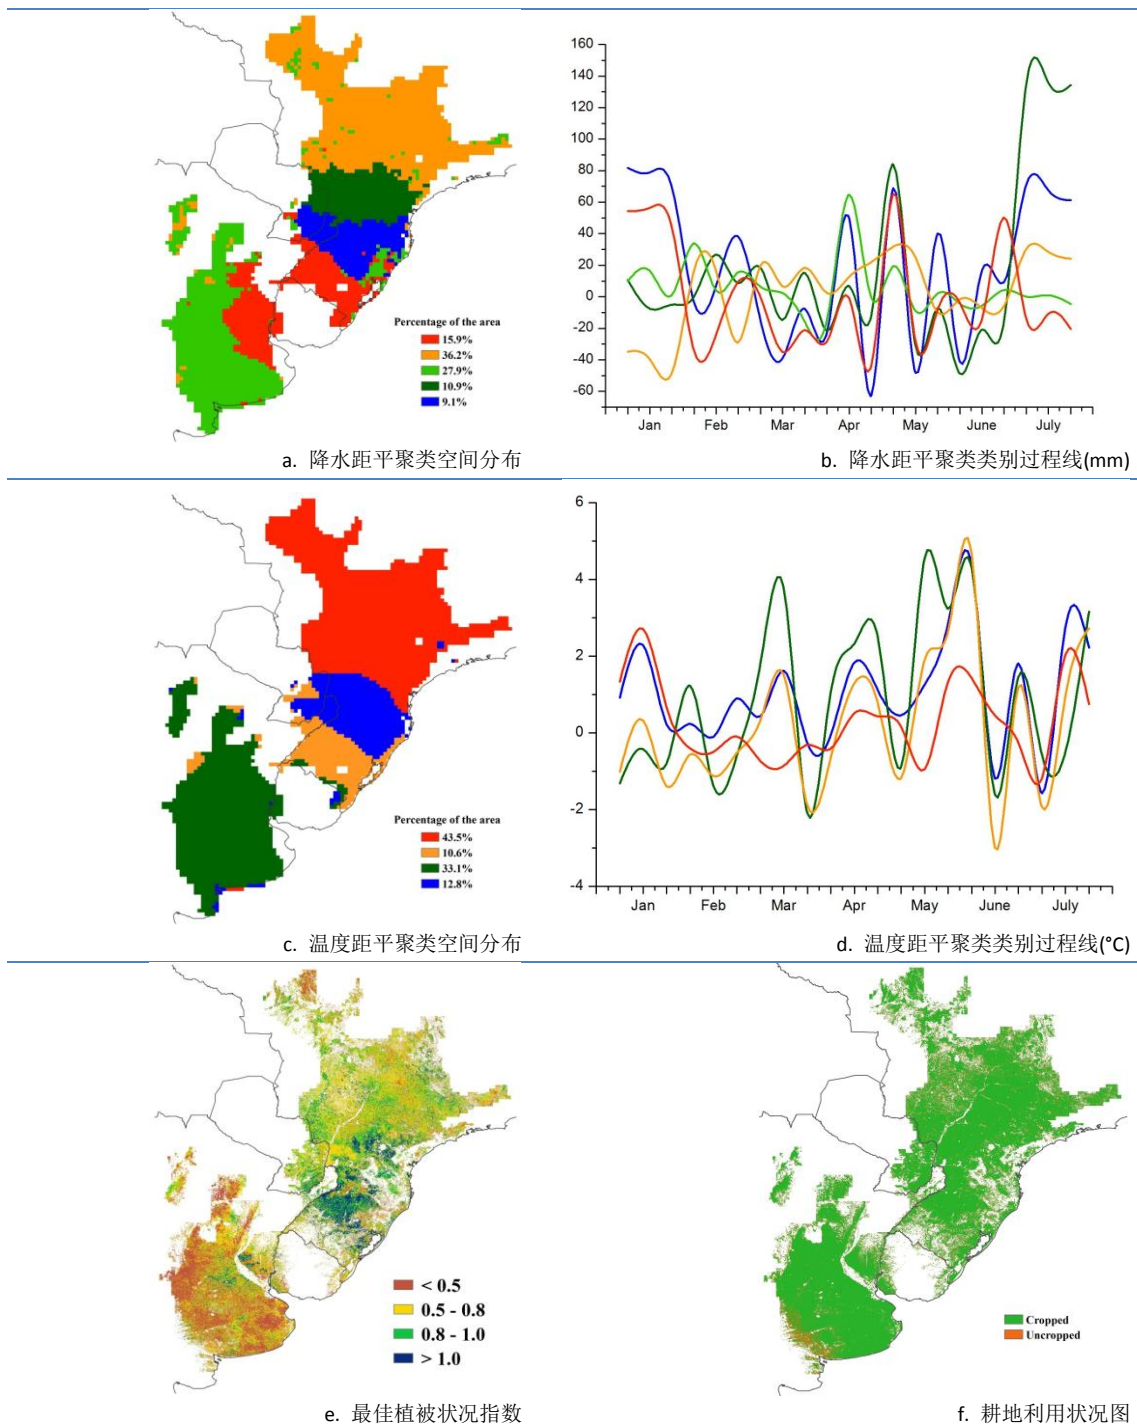 Percentage of the area
15.9%
36.2%
27.9%
10.9%
9.1%
160
140
120
100
80
60
40
20
0
-20
-40
-60
Jan Feb Mar Apr May June July
a. 降水距平聚类空间分布
b. 降水距平聚类类别过程线(mm)
Percentage of the area
43.5%
10.6%
33.1%
12.8%
6
4
2
0
-2
-4
Jan Feb Mar Apr May June July
c. 温度距平聚类空间分布
d. 温度距平聚类类别过程线(°C)
< 0.5
0.5 - 0.8
0.8 - 1.0
> 1.0
Cropped
Uncropped
e. 最佳植被状况指数
f. 耕地利用状况图